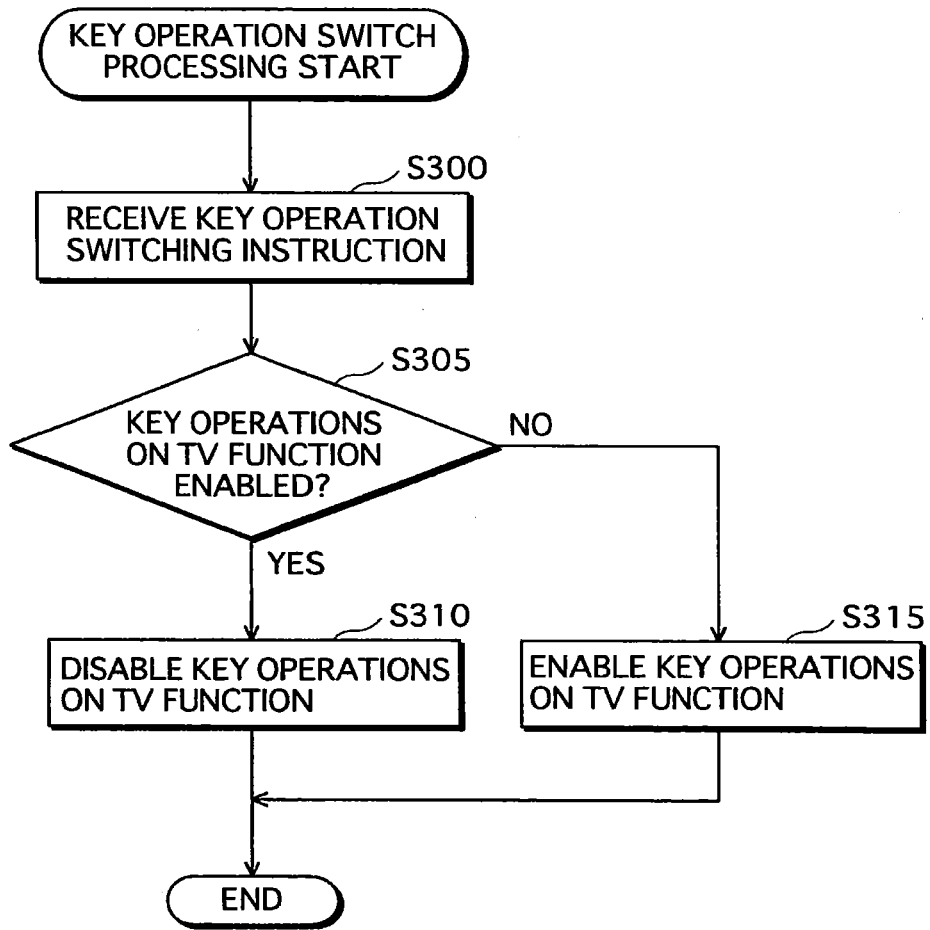 KEY OPERATION SWITCH
PROCESSING START
S300
RECEIVE KEY OPERATION
SWITCHING INSTRUCTION
S305
KEY OPERATIONS
ON TV FUNCTION
ENABLED?
NO
YES
S310
DISABLE KEY OPERATIONS
ON TV FUNCTION
S315
ENABLE KEY OPERATIONS
ON TV FUNCTION
END